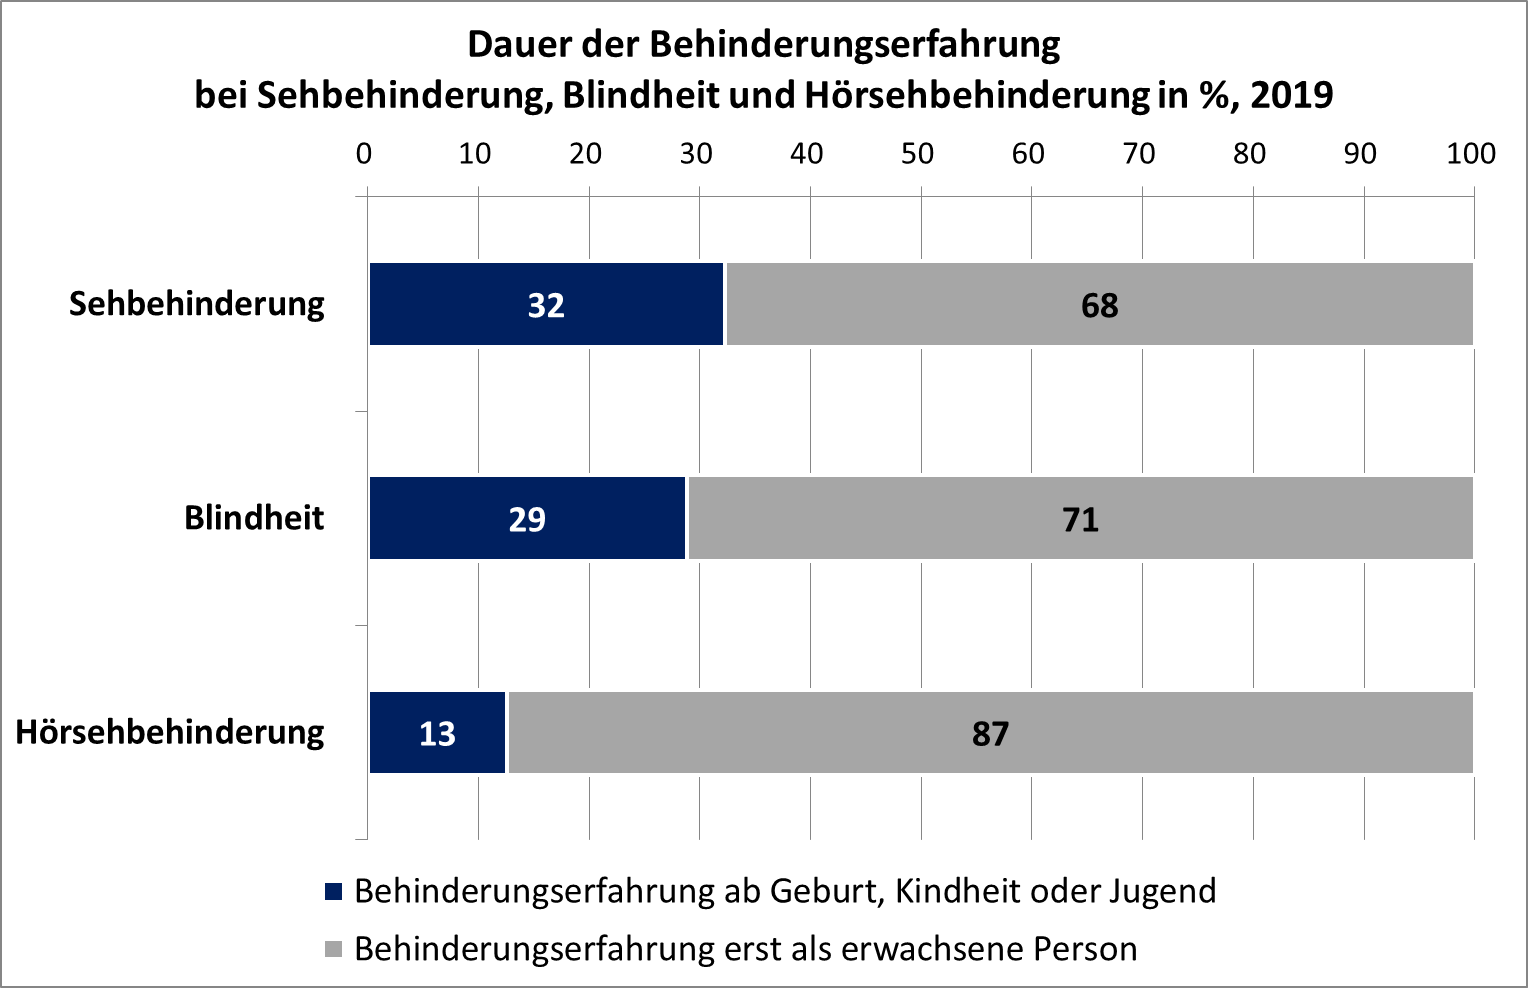 Dauer der Behinderungserfahrung
bei Sehbehinderung, Blindheit und Hörsehbehinderung in %, 2019
0 10 20 30 40 50 60 70 80 90 100
Sehbehinderung 32 68
Blindheit 29 71
Hörsehbehinderung 13 87
Behinderungserfahrung ab Geburt, Kindheit oder Jugend
Behinderungserfahrung erst als erwachsene Person